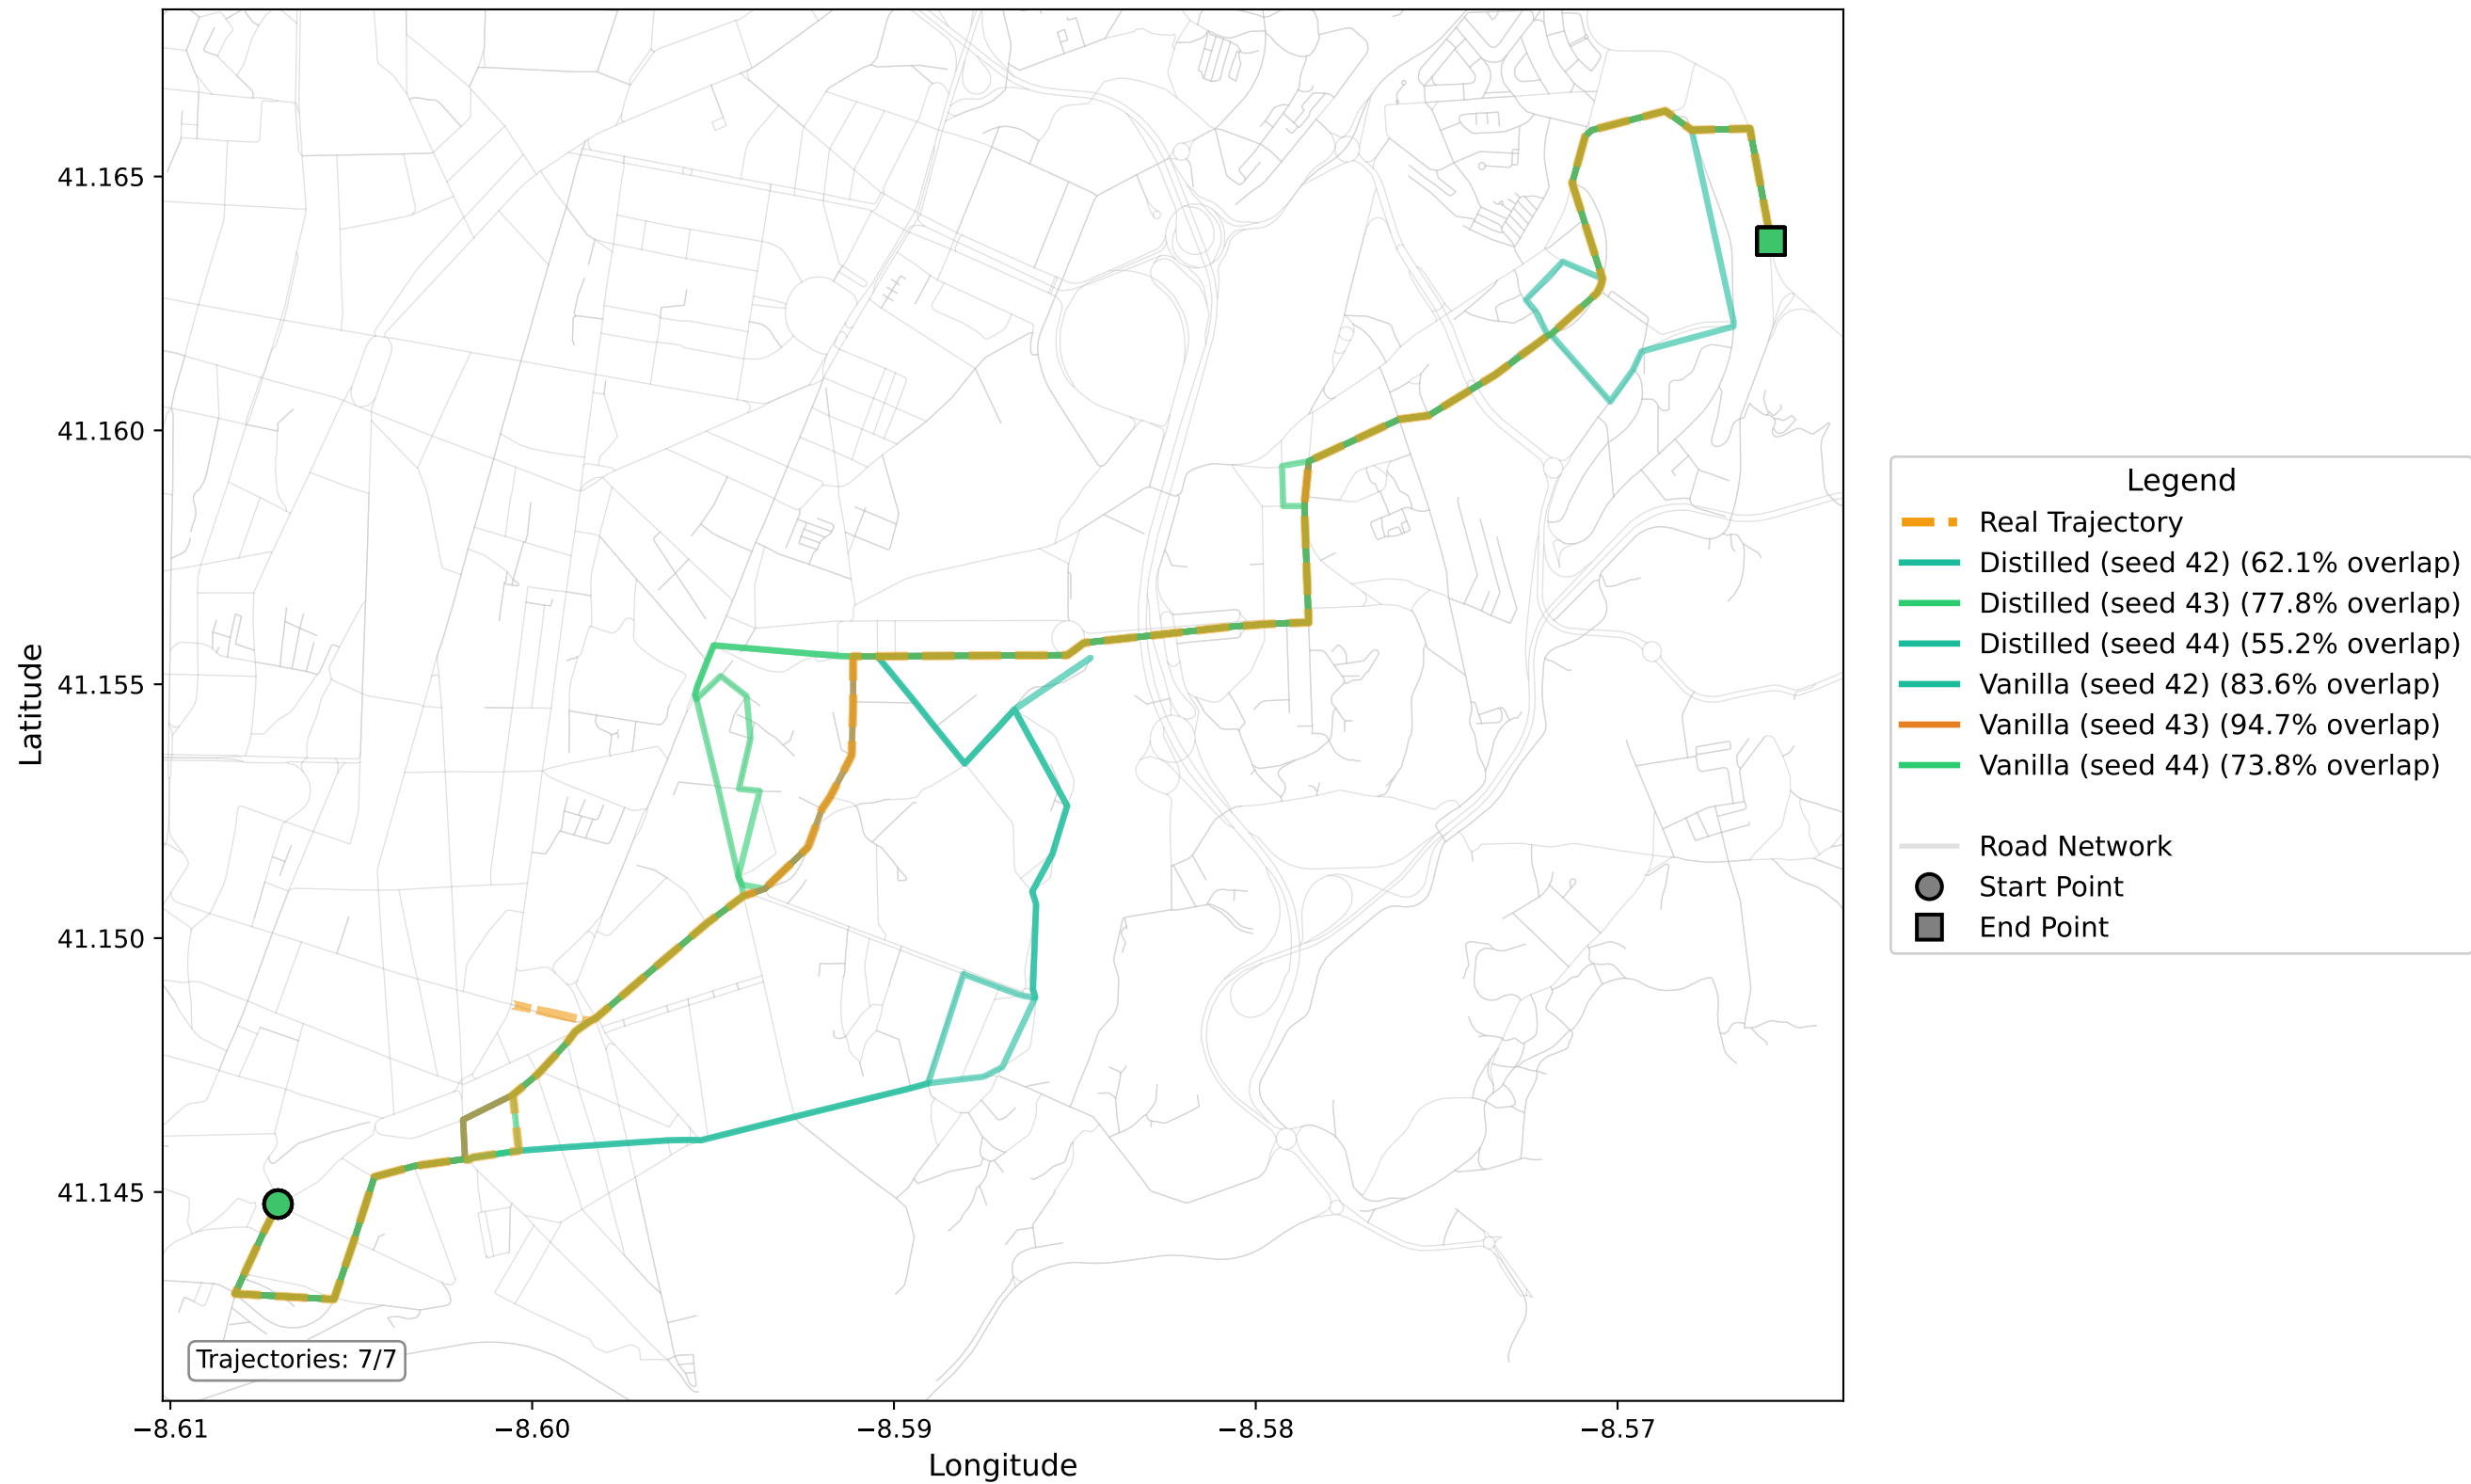 41.165
41.160
41.155
41.150
41.145
Latitude
Trajectories: 7/7
−8.61
−8.60
−8.59
−8.58
−8.57
Longitude
Legend
Real Trajectory
Distilled (seed 42) (62.1% overlap)
Distilled (seed 43) (77.8% overlap)
Distilled (seed 44) (55.2% overlap)
Vanilla (seed 42) (83.6% overlap)
Vanilla (seed 43) (94.7% overlap)
Vanilla (seed 44) (73.8% overlap)
Road Network
Start Point
End Point